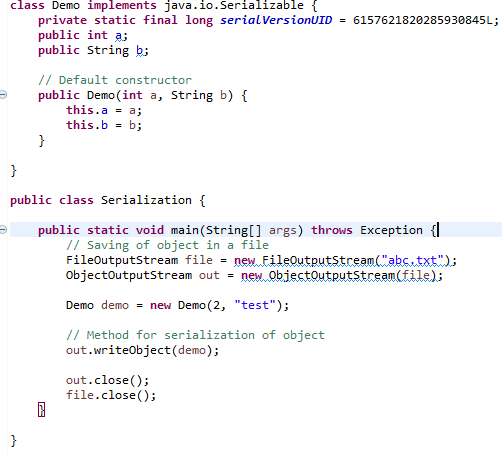 class Demo implements java.io.Serializable {
    private static final long serialVersionUID = 6157621820285930845L;
    public int a;
    public String b;

    // Default constructor
    public Demo(int a, String b) {
        this.a = a;
        this.b = b;
    }

}

public class Serialization {

    public static void main(String[] args) throws Exception {
        // Saving of object in a file
        FileOutputStream file = new FileOutputStream("abc.txt");
        ObjectOutputStream out = new ObjectOutputStream(file);

        Demo demo = new Demo(2, "test");

        // Method for serialization of object
        out.writeObject(demo);

        out.close();
        file.close();
    }

}